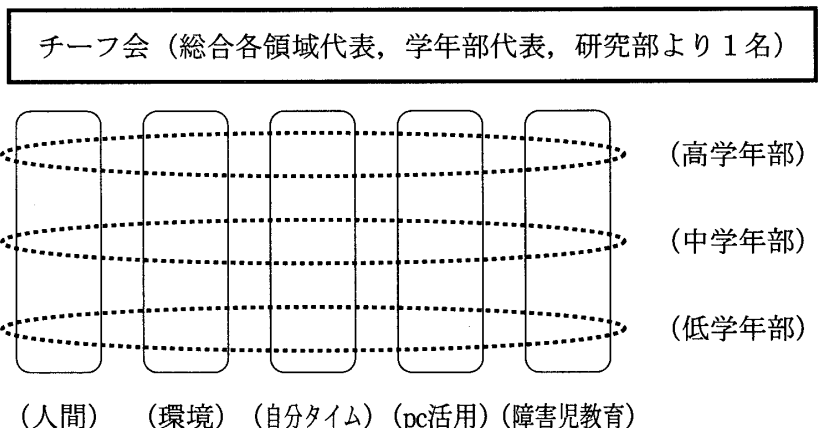 チーフ会（総合各領域代表，学年部代表，研究部より１名）
（高学年部）
（中学年部）
（低学年部）
（人間）　（環境）（自分タイム）（pc活用）（障害児教育）